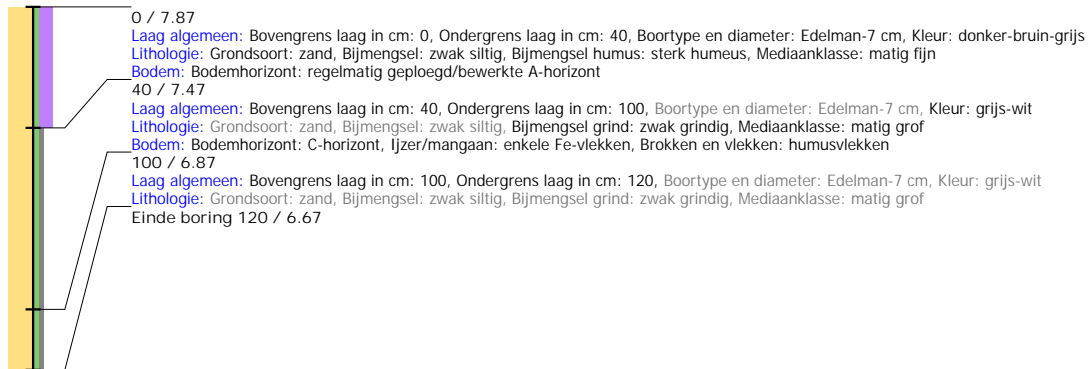 0 / 7.87
Laag algemeen: Bovengrens laag in cm: 0, Ondergrens laag in cm: 40, Boortype en diameter: Edelman-7 cm, Kleur: donker-bruin-grijs
Lithologie: Grondsoort: zand, Bijmengsel: zwak siltig, Bijmengsel humus: sterk humeus, Mediaanklasse: matig fijn
Bodem: Bodemhorizont: regelmatig geploegd/bewerkte A-horizont
40 / 7.47
Laag algemeen: Bovengrens laag in cm: 40, Ondergrens laag in cm: 100, Boortype en diameter: Edelman-7 cm, Kleur: grijs-wit
Lithologie: Grondsoort: zand, Bijmengsel: zwak siltig, Bijmengsel grind: zwak grindig, Mediaanklasse: matig grof
Bodem: Bodemhorizont: C-horizont, Ijzer/mangaan: enkele Fe-vlekken, Brokken en vlekken: humusvlekken
100 / 6.87
Laag algemeen: Bovengrens laag in cm: 100, Ondergrens laag in cm: 120, Boortype en diameter: Edelman-7 cm, Kleur: grijs-wit
Lithologie: Grondsoort: zand, Bijmengsel: zwak siltig, Bijmengsel grind: zwak grindig, Mediaanklasse: matig grof
Einde boring 120 / 6.67